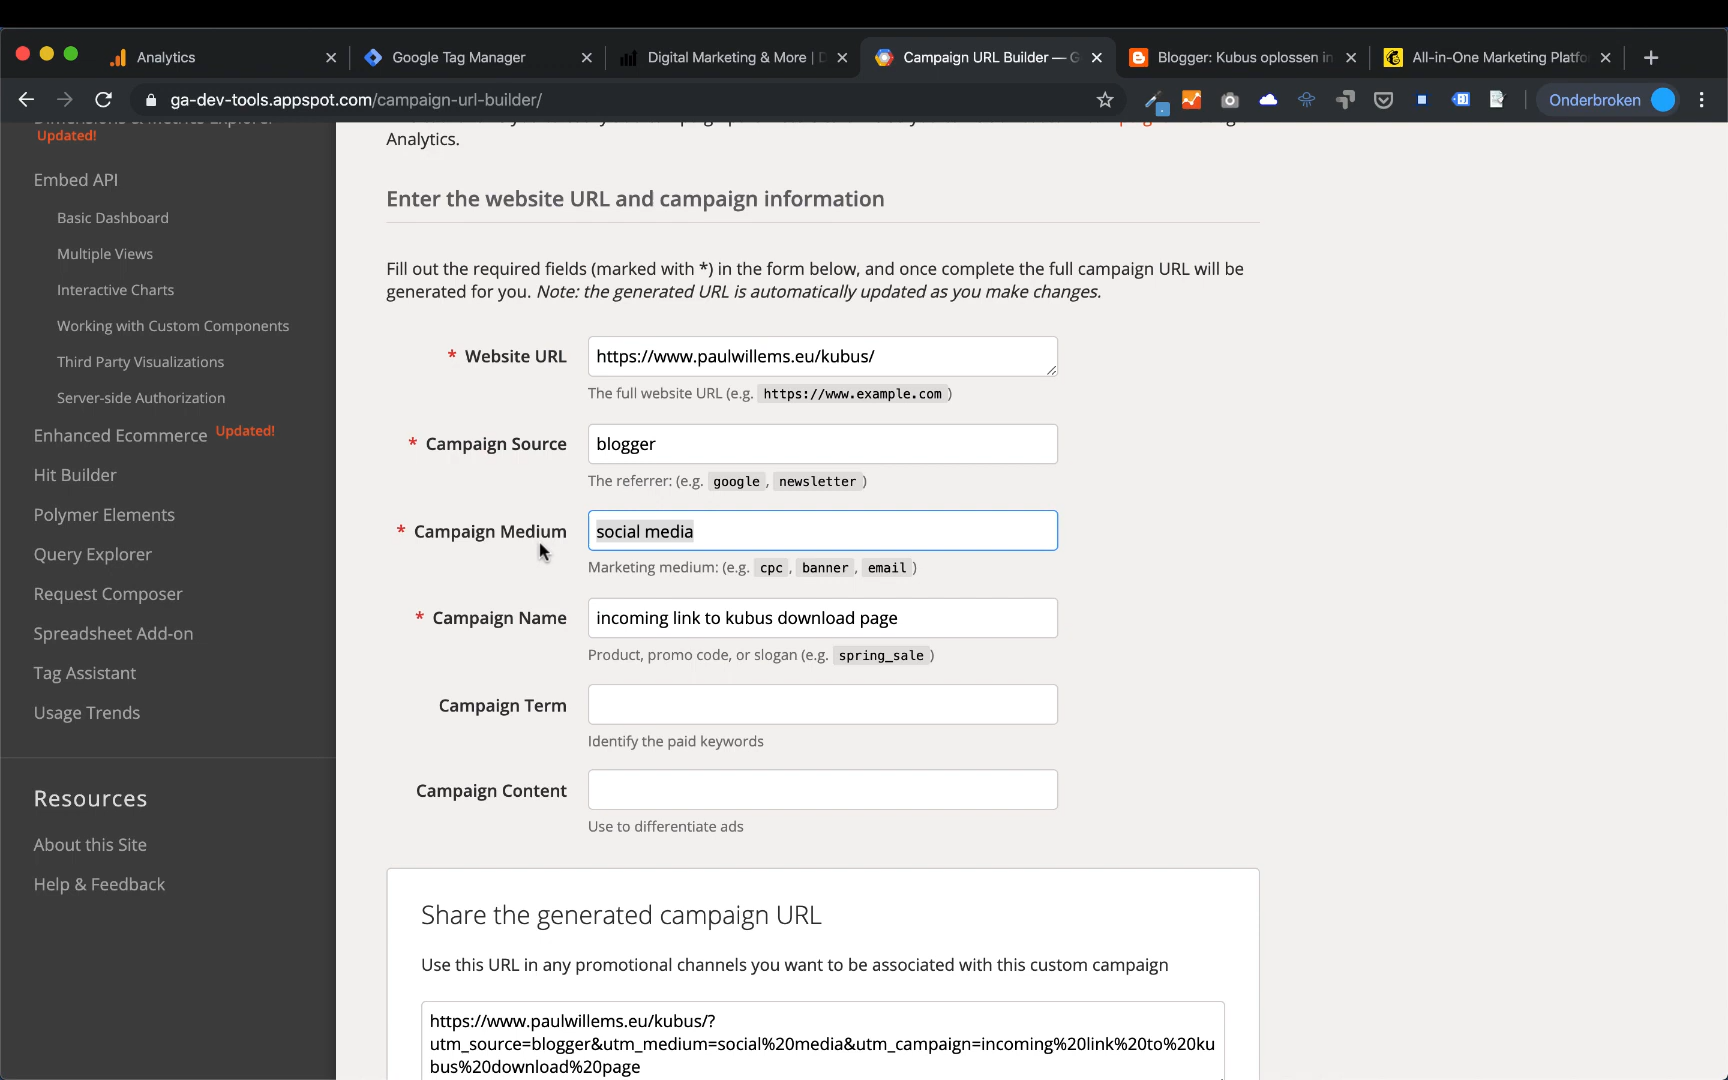 Analytics
Google Tag Manager
Digital Marketing & More |
Campaign URL Builder — G
Blogger: Kubus oplossen in
All-in-One Marketing Platfo
ga-dev-tools.appspot.com/campaign-url-builder/
Onderbroken
Updated!
Embed API
Basic Dashboard
Multiple Views
Interactive Charts
Working with Custom Components
Third Party Visualizations
Server-side Authorization
Enhanced Ecommerce Updated!
Hit Builder
Polymer Elements
Query Explorer
Request Composer
Spreadsheet Add-on
Tag Assistant
Usage Trends
Resources
About this Site
Help & Feedback
Analytics.
Enter the website URL and campaign information
Fill out the required fields (marked with *) in the form below, and once complete the full campaign URL will be
generated for you. Note: the generated URL is automatically updated as you make changes.
* Website URL https://www.paulwillems.eu/kubus/
The full website URL (e.g. https://www.example.com )
* Campaign Source blogger
The referrer: (e.g. google , newsletter )
* Campaign Medium social media
Marketing medium: (e.g. cpc , banner , email )
* Campaign Name incoming link to kubus download page
Product, promo code, or slogan (e.g. spring_sale )
Campaign Term
Identify the paid keywords
Campaign Content
Use to differentiate ads
Share the generated campaign URL
Use this URL in any promotional channels you want to be associated with this custom campaign
https://www.paulwillems.eu/kubus/?
utm_source=blogger&utm_medium=social%20media&utm_campaign=incoming%20link%20to%20ku
bus%20download%20page